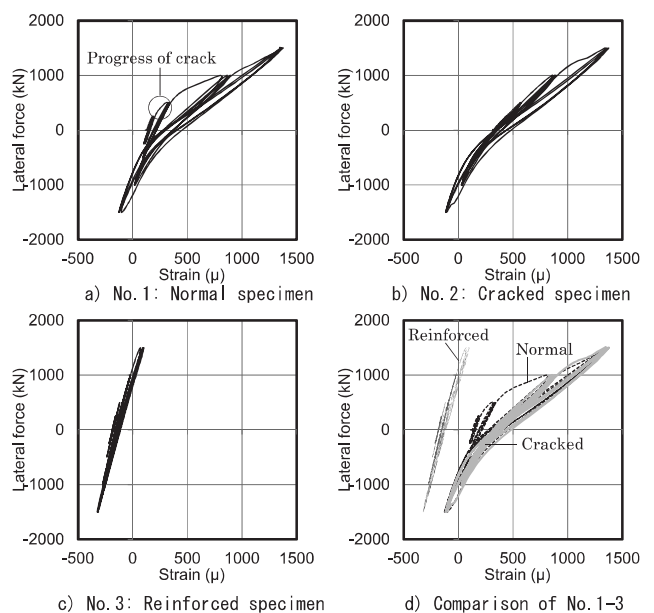 2000
1000
0
-1000
-2000
Lateral force (kN)
Progress of crack
-500 0 500 1000 1500
Strain (μ)
a) No.1: Normal specimen
2000
1000
0
-1000
-2000
Lateral force (kN)
-500 0 500 1000 1500
Strain (μ)
b) No.2: Cracked specimen
2000
1000
0
-1000
-2000
Lateral force (kN)
-500 0 500 1000 1500
Strain (μ)
c) No.3: Reinforced specimen
2000
1000
0
-1000
-2000
Lateral force (kN)
Reinforced
Normal
Cracked
-500 0 500 1000 1500
Strain (μ)
d) Comparison of No.1-3